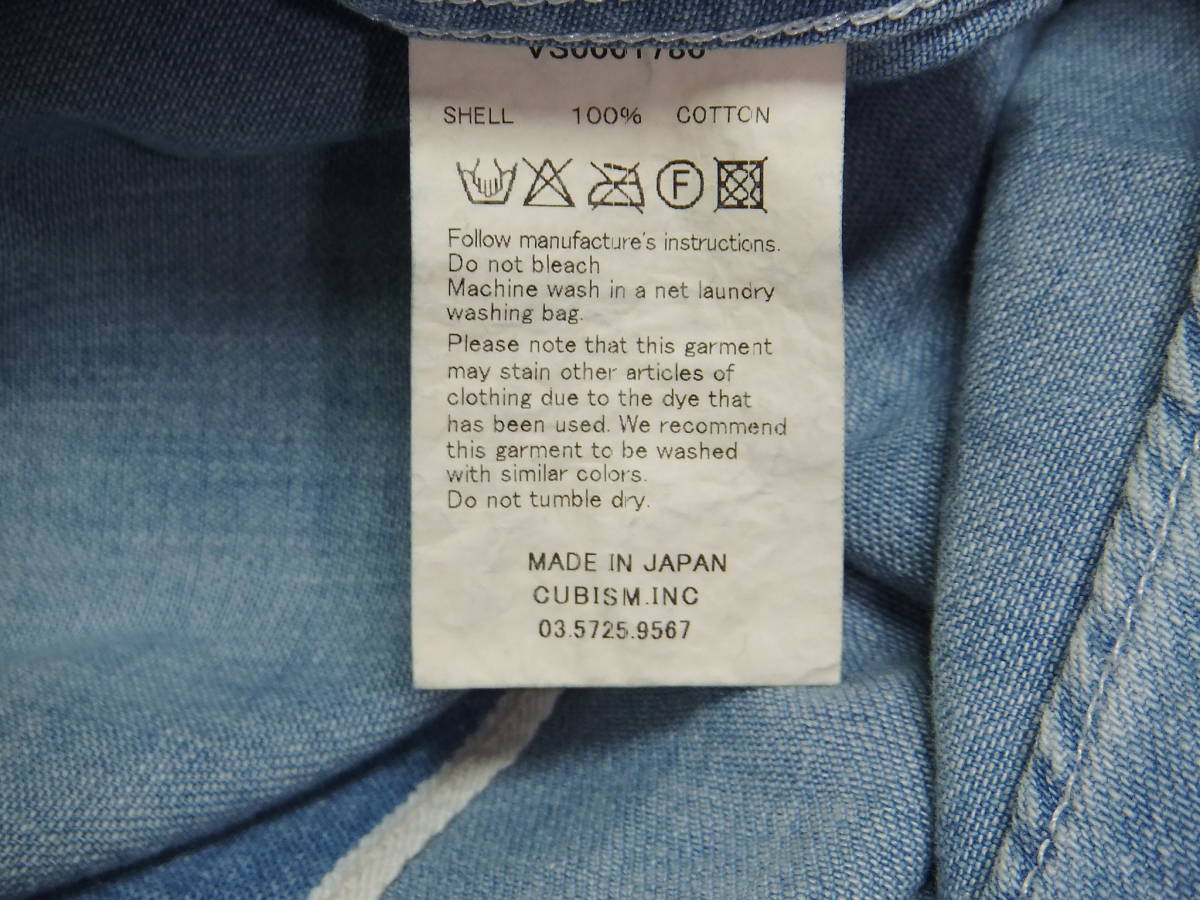 SHELL 100% COTTON
F
Follow manufacture's instructions.
Do not bleach
Machine wash in a net laundry
washing bag.
Please note that this garment
may stain other articles of
clothing due to the dye that
has been used. We recommend
this garment to be washed
with similar colors.
Do not tumble dry.
MADE IN JAPAN
CUBISM.INC
03.5725.9567